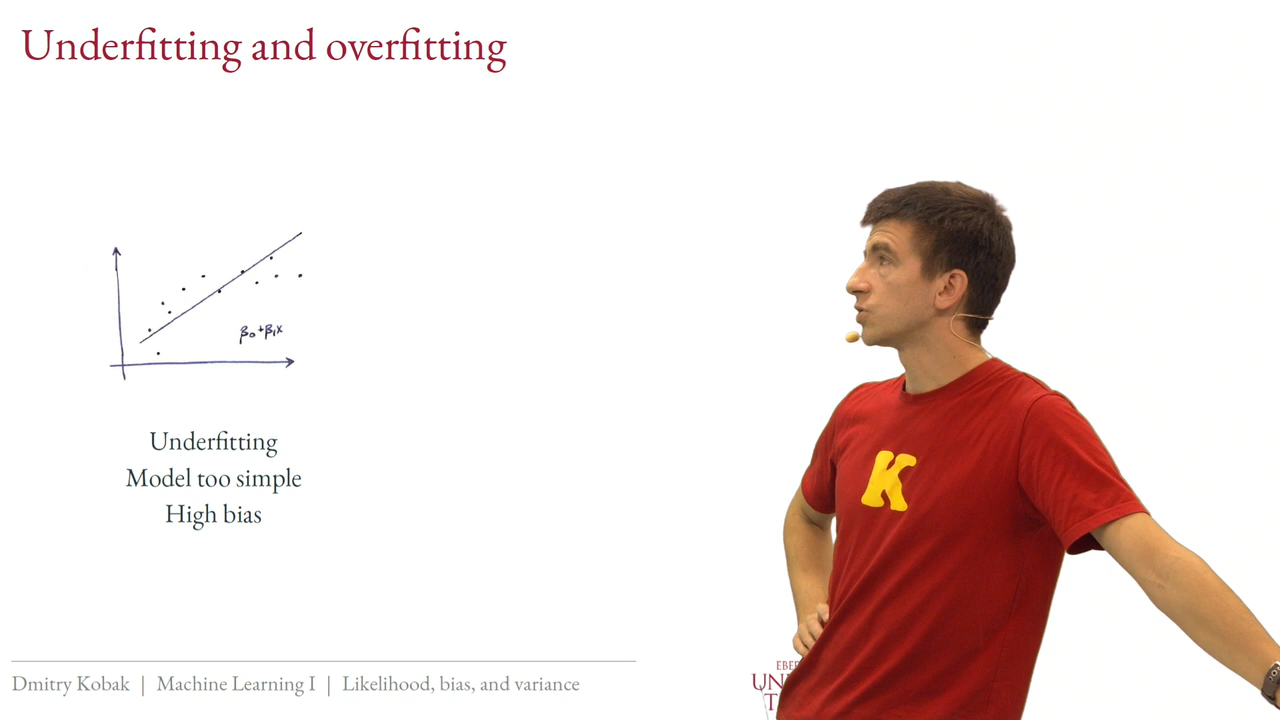 Underfitting and overfitting
β₀+β₁x
Underfitting
Model too simple
High bias
K
Dmitry Kobak | Machine Learning I | Likelihood, bias, and variance